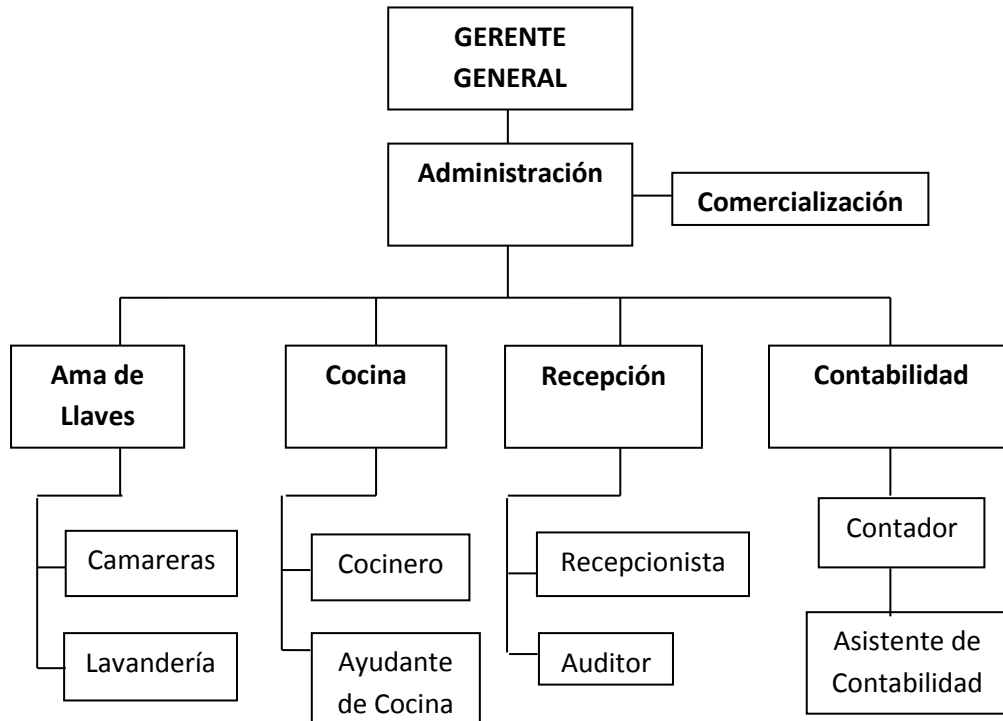 GERENTE
GENERAL
Administración
Comercialización
Ama de
Llaves
Cocina
Recepción
Contabilidad
Camareras
Lavandería
Cocinero
Ayudante
de Cocina
Recepcionista
Auditor
Contador
Asistente de
Contabilidad